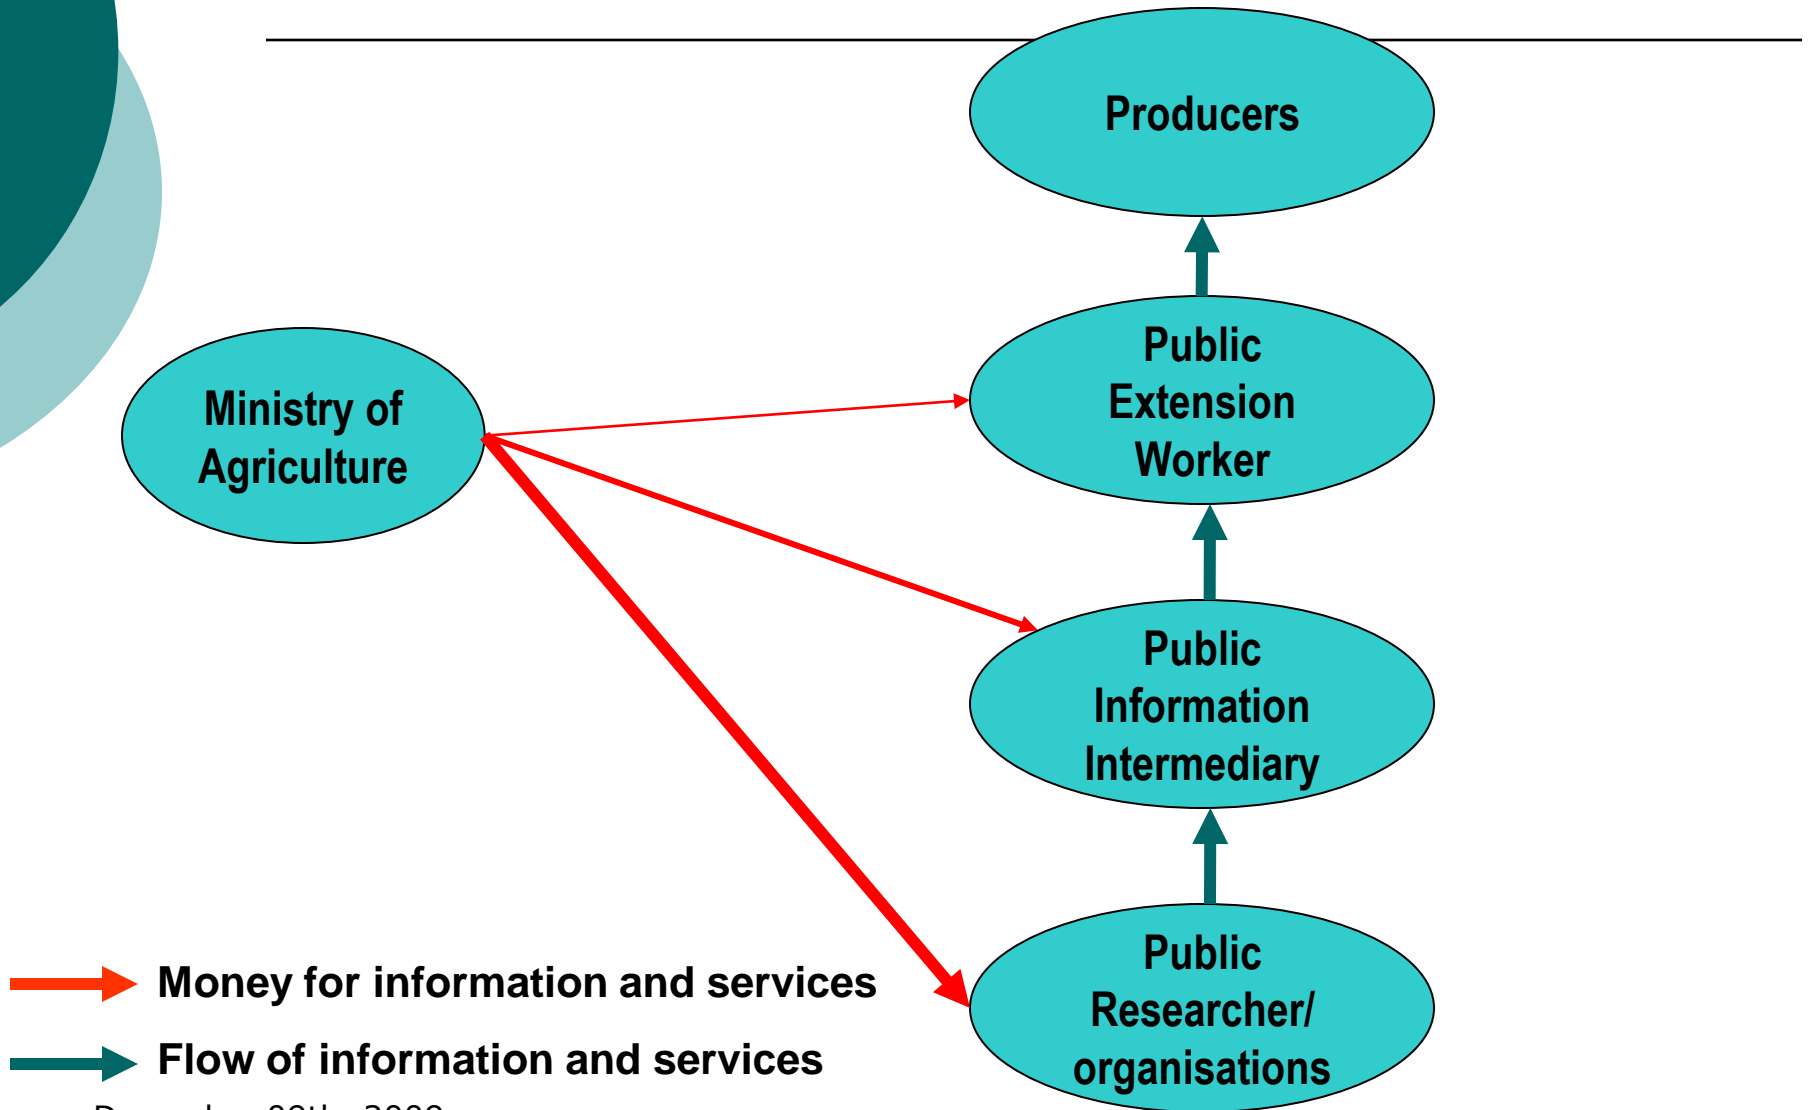 Producers
Public
Extension
Worker
Ministry of
Agriculture
Public
Information
Intermediary
Public
Researcher/
organisations
Money for information and services
Flow of information and services